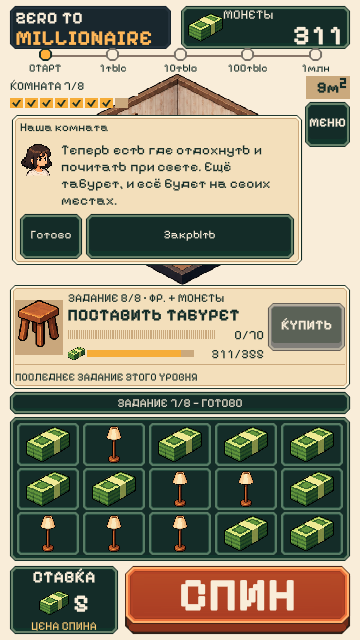 ZERO TO
MILLIONAIRE
МОНЕТЫ
311
СТАРТ
1тыс
10тыс
100тыс
1млн
КОМНАТА 7/8
9м²
МЕНЮ
Наша комната
Теперь есть где отдохнуть и
почитать при свете. Ещё
табурет, и всё будет на своих
местах.
Готово
Закрыть
ЗАДАНИЕ 8/8 · ФР. + МОНЕТЫ
ПОСТАВИТЬ ТАБУРЕТ
0/70
311/388
КУПИТЬ
ПОСЛЕДНЕЕ ЗАДАНИЕ ЭТОГО УРОВНЯ
ЗАДАНИЕ 7/8 – ГОТОВО
СТАВКА
8
ЦЕНА СПИНА
СПИН